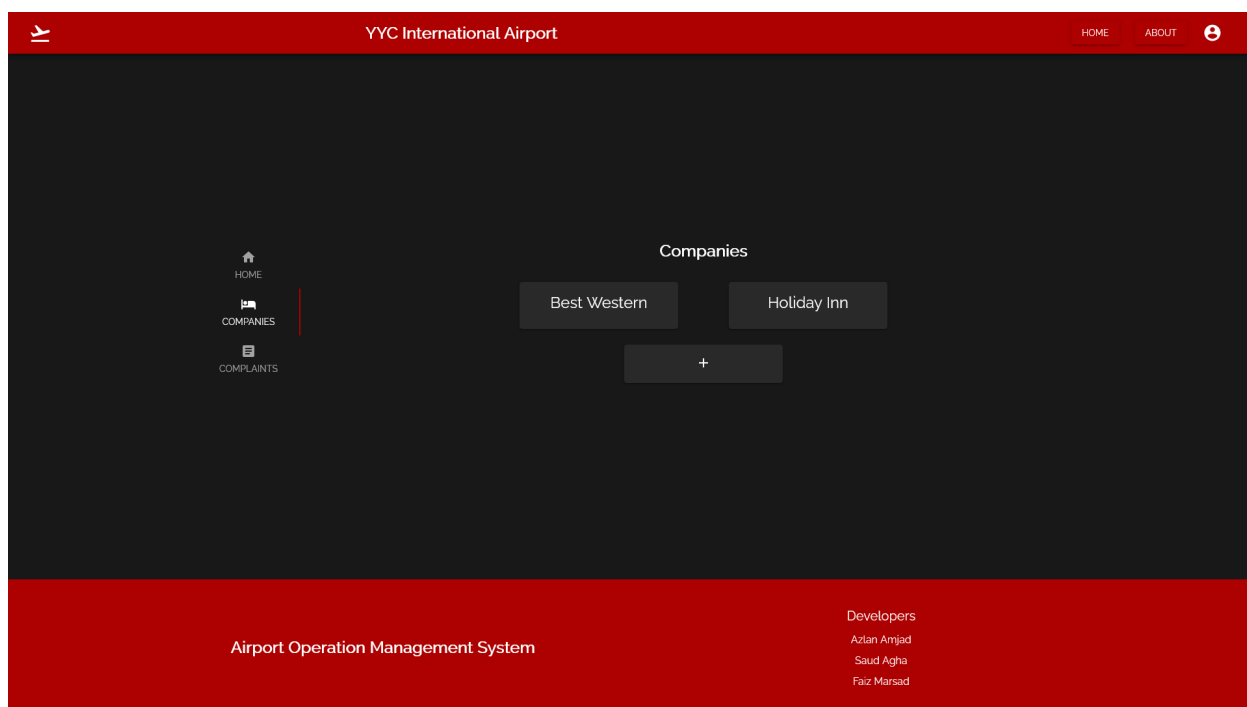 YYC International Airport
HOME
ABOUT
HOME
COMPANIES
COMPLAINTS
Companies
Best Western
Holiday Inn
+
Airport Operation Management System
Developers
Azlan Amjad
Saud Agha
Faiz Marsad